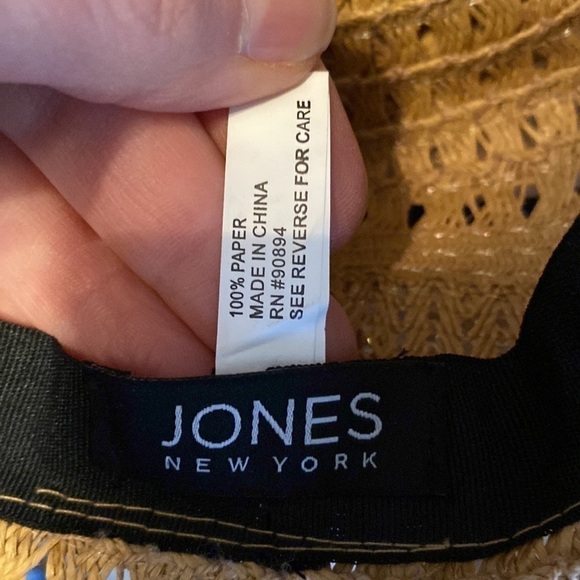 100% PAPER
MADE IN CHINA
RN#90894
SEE REVERSE FOR CARE
JONES
NEW YORK